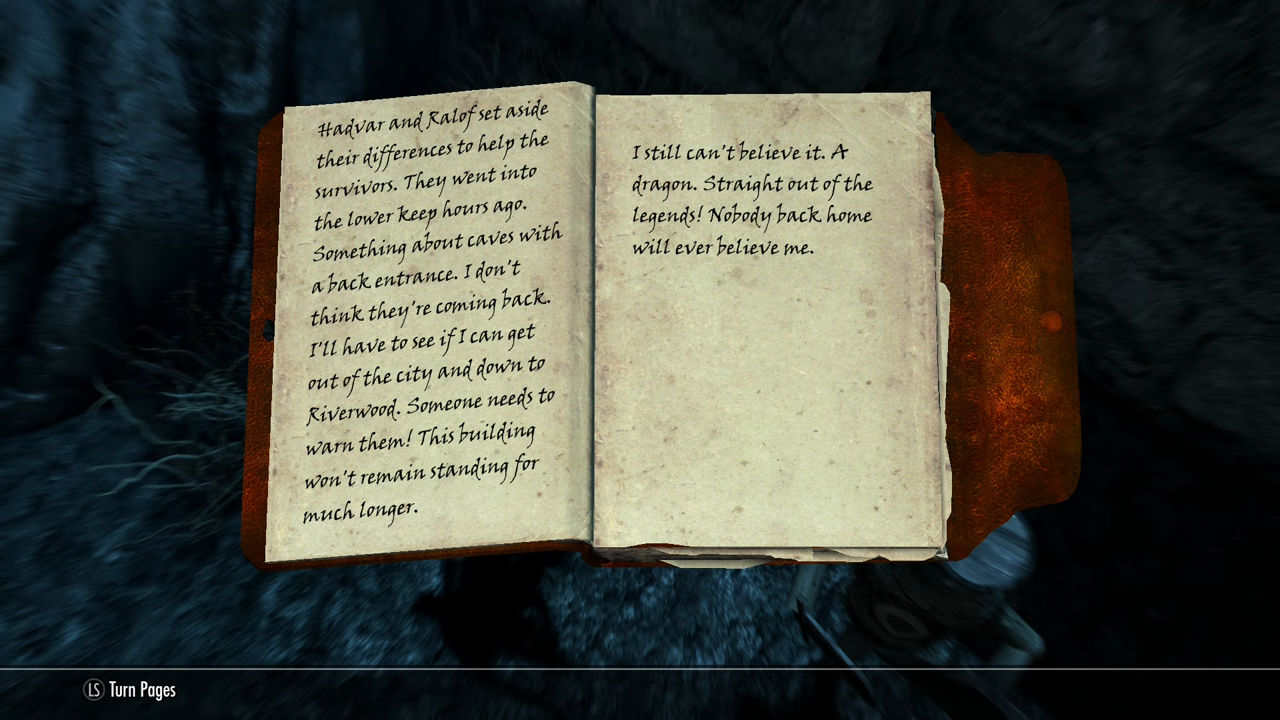 Hadvar and Ralof set aside
their differences to help the
survivors. They went into
the lower keep hours ago.
Something about caves with
a back entrance. I don't
think they're coming back.
I'll have to see if I can get
out of the city and down to
Riverwood. Someone needs to
warn them! This building
won't remain standing for
much longer.
I still can't believe it. A
dragon. Straight out of the
legends! Nobody back home
will ever believe me.
LS Turn Pages